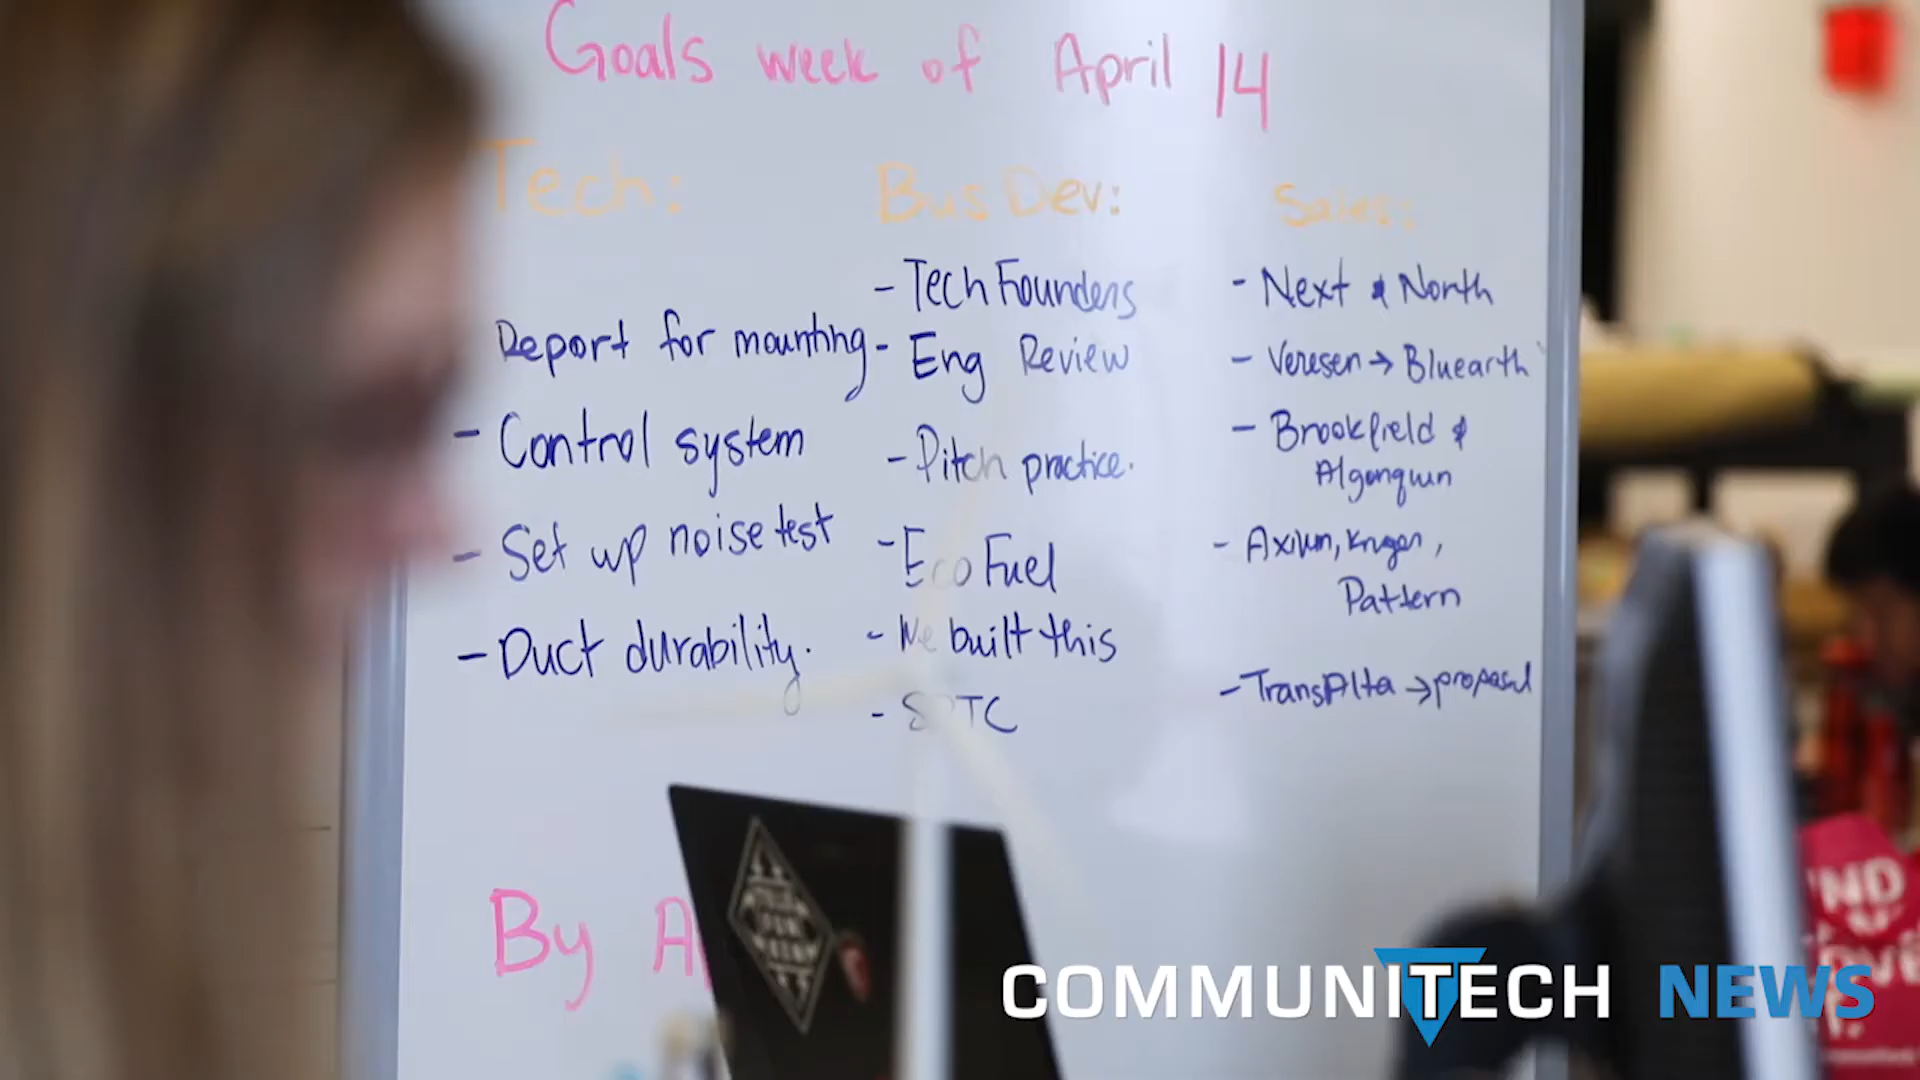 Goals week of April 14
Tech:
Report for mounting
- Control system
- Set up noise test
- Duct durability.
Bus Dev:
- Tech Founders
- Eng Review
- Pitch practice.
- Eco Fuel
- We built this
Sales:
- Next & North
- Veresen → Bluearth
- Brookfield &
Algonquin
- Axium, Kruger,
Pattern
- TransAlta → proposal
By A
COMMUNITECH NEWS